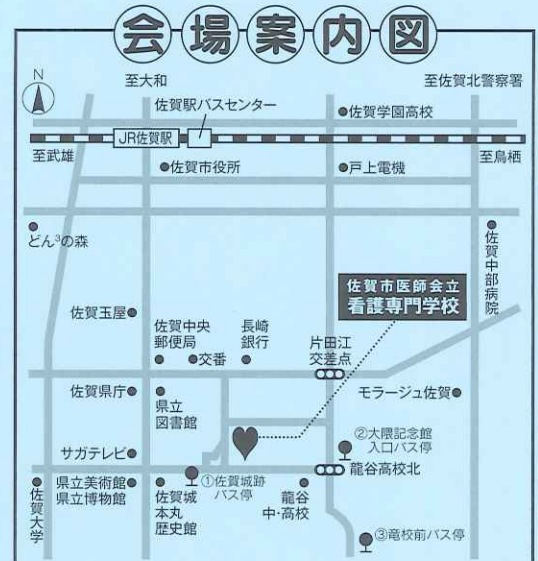 会場案内図
N
至大和
至佐賀北警察署
佐賀駅バスセンター
佐賀学園高校
JR佐賀駅
至武雄
至鳥栖
佐賀市役所
戸上電機
どん³の森
佐賀中部病院
佐賀市医師会立
看護専門学校
佐賀玉屋
佐賀中央
郵便局
交番
長崎
銀行
片田江
交差点
佐賀県庁
県立
図書館
モラージュ佐賀
②大隈記念館
入口バス停
サガテレビ
龍谷高校北
県立美術館
県立博物館
①佐賀城跡
バス停
佐賀大学
佐賀城
本丸
歴史館
龍谷
中・高校
③竜校前バス停